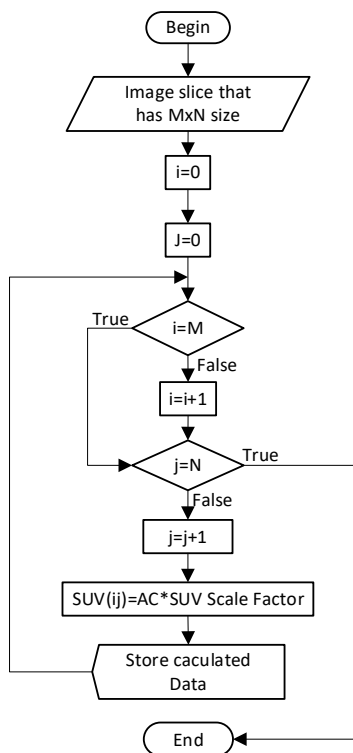 Begin
Image slice that
has MxN size
i=0
J=0
True
i=M
False
i=i+1
j=N
True
False
j=j+1
SUV(ij)=AC*SUV Scale Factor
Store caculated
Data
End